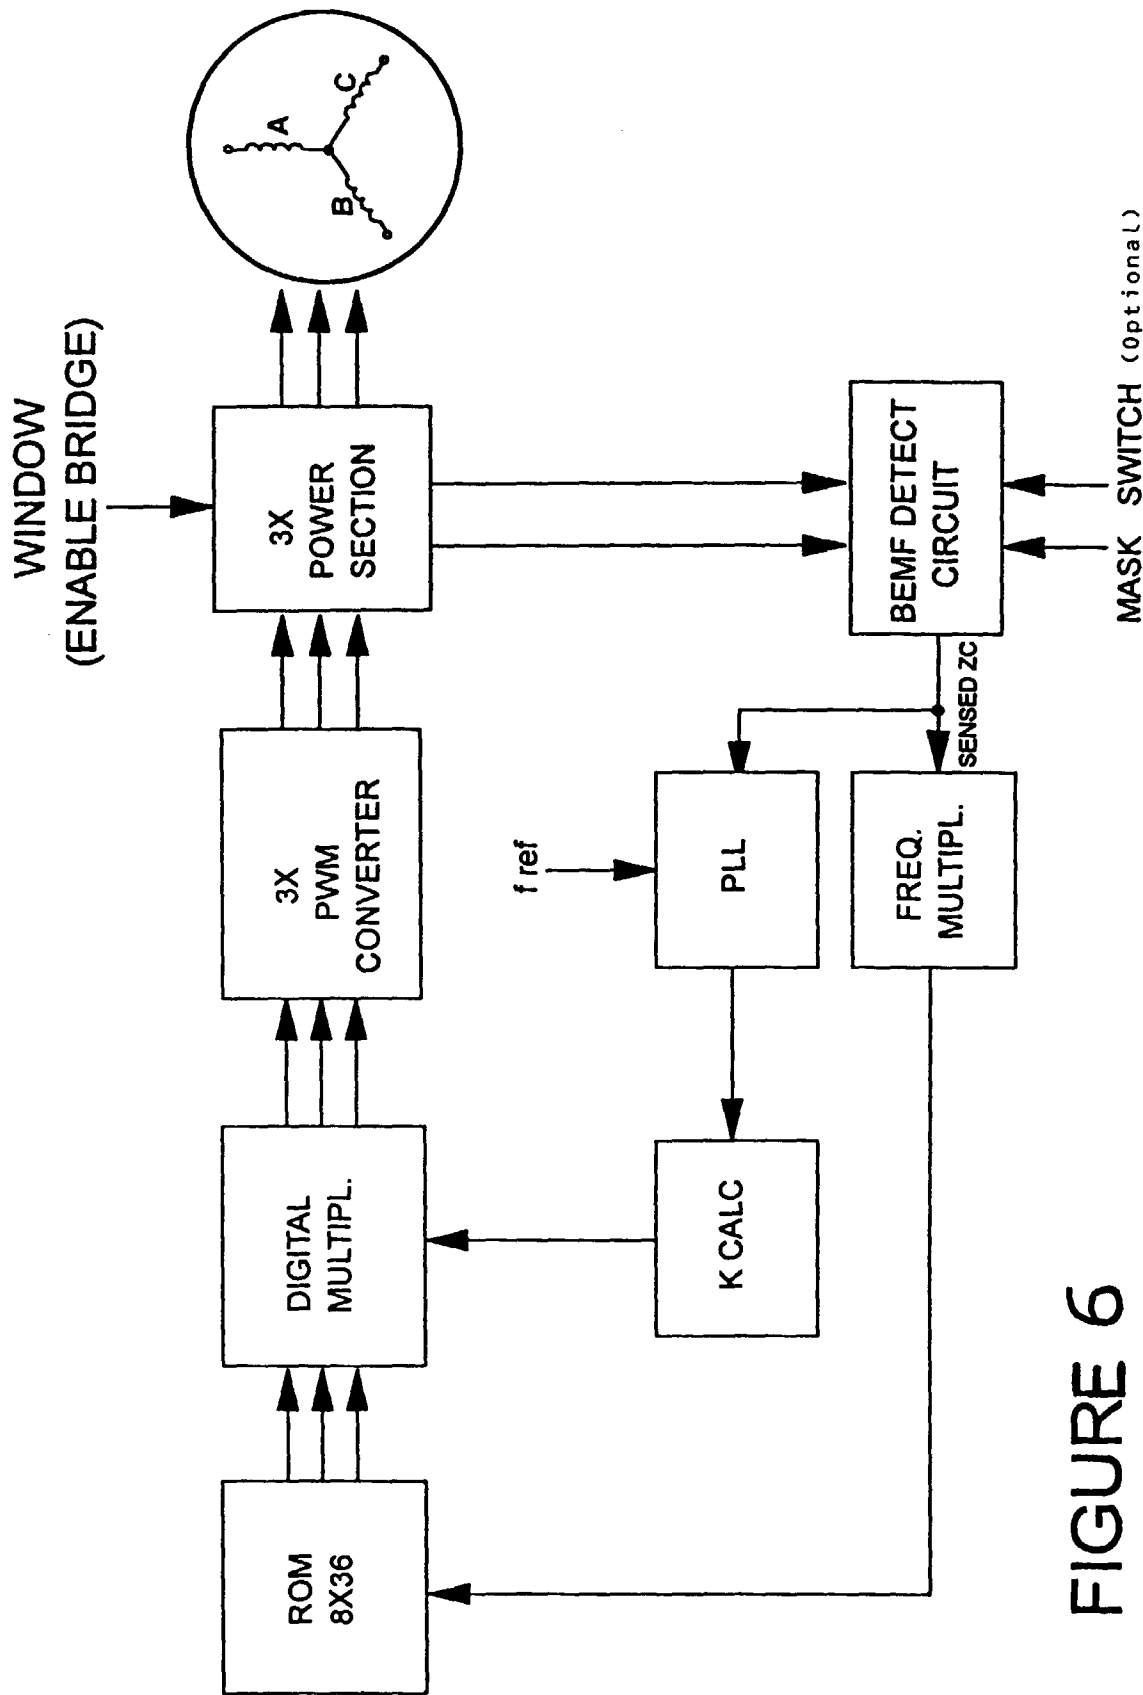 WINDOW
(ENABLE BRIDGE)
ROM
8X36
DIGITAL
MULTIPL.
3X
PWM
CONVERTER
3X
POWER
SECTION
A
B
C
f ref
K CALC
PLL
FREQ.
MULTIPL.
SENSED ZC
BEMF DETECT
CIRCUIT
MASK SWITCH (Optional)
FIGURE 6